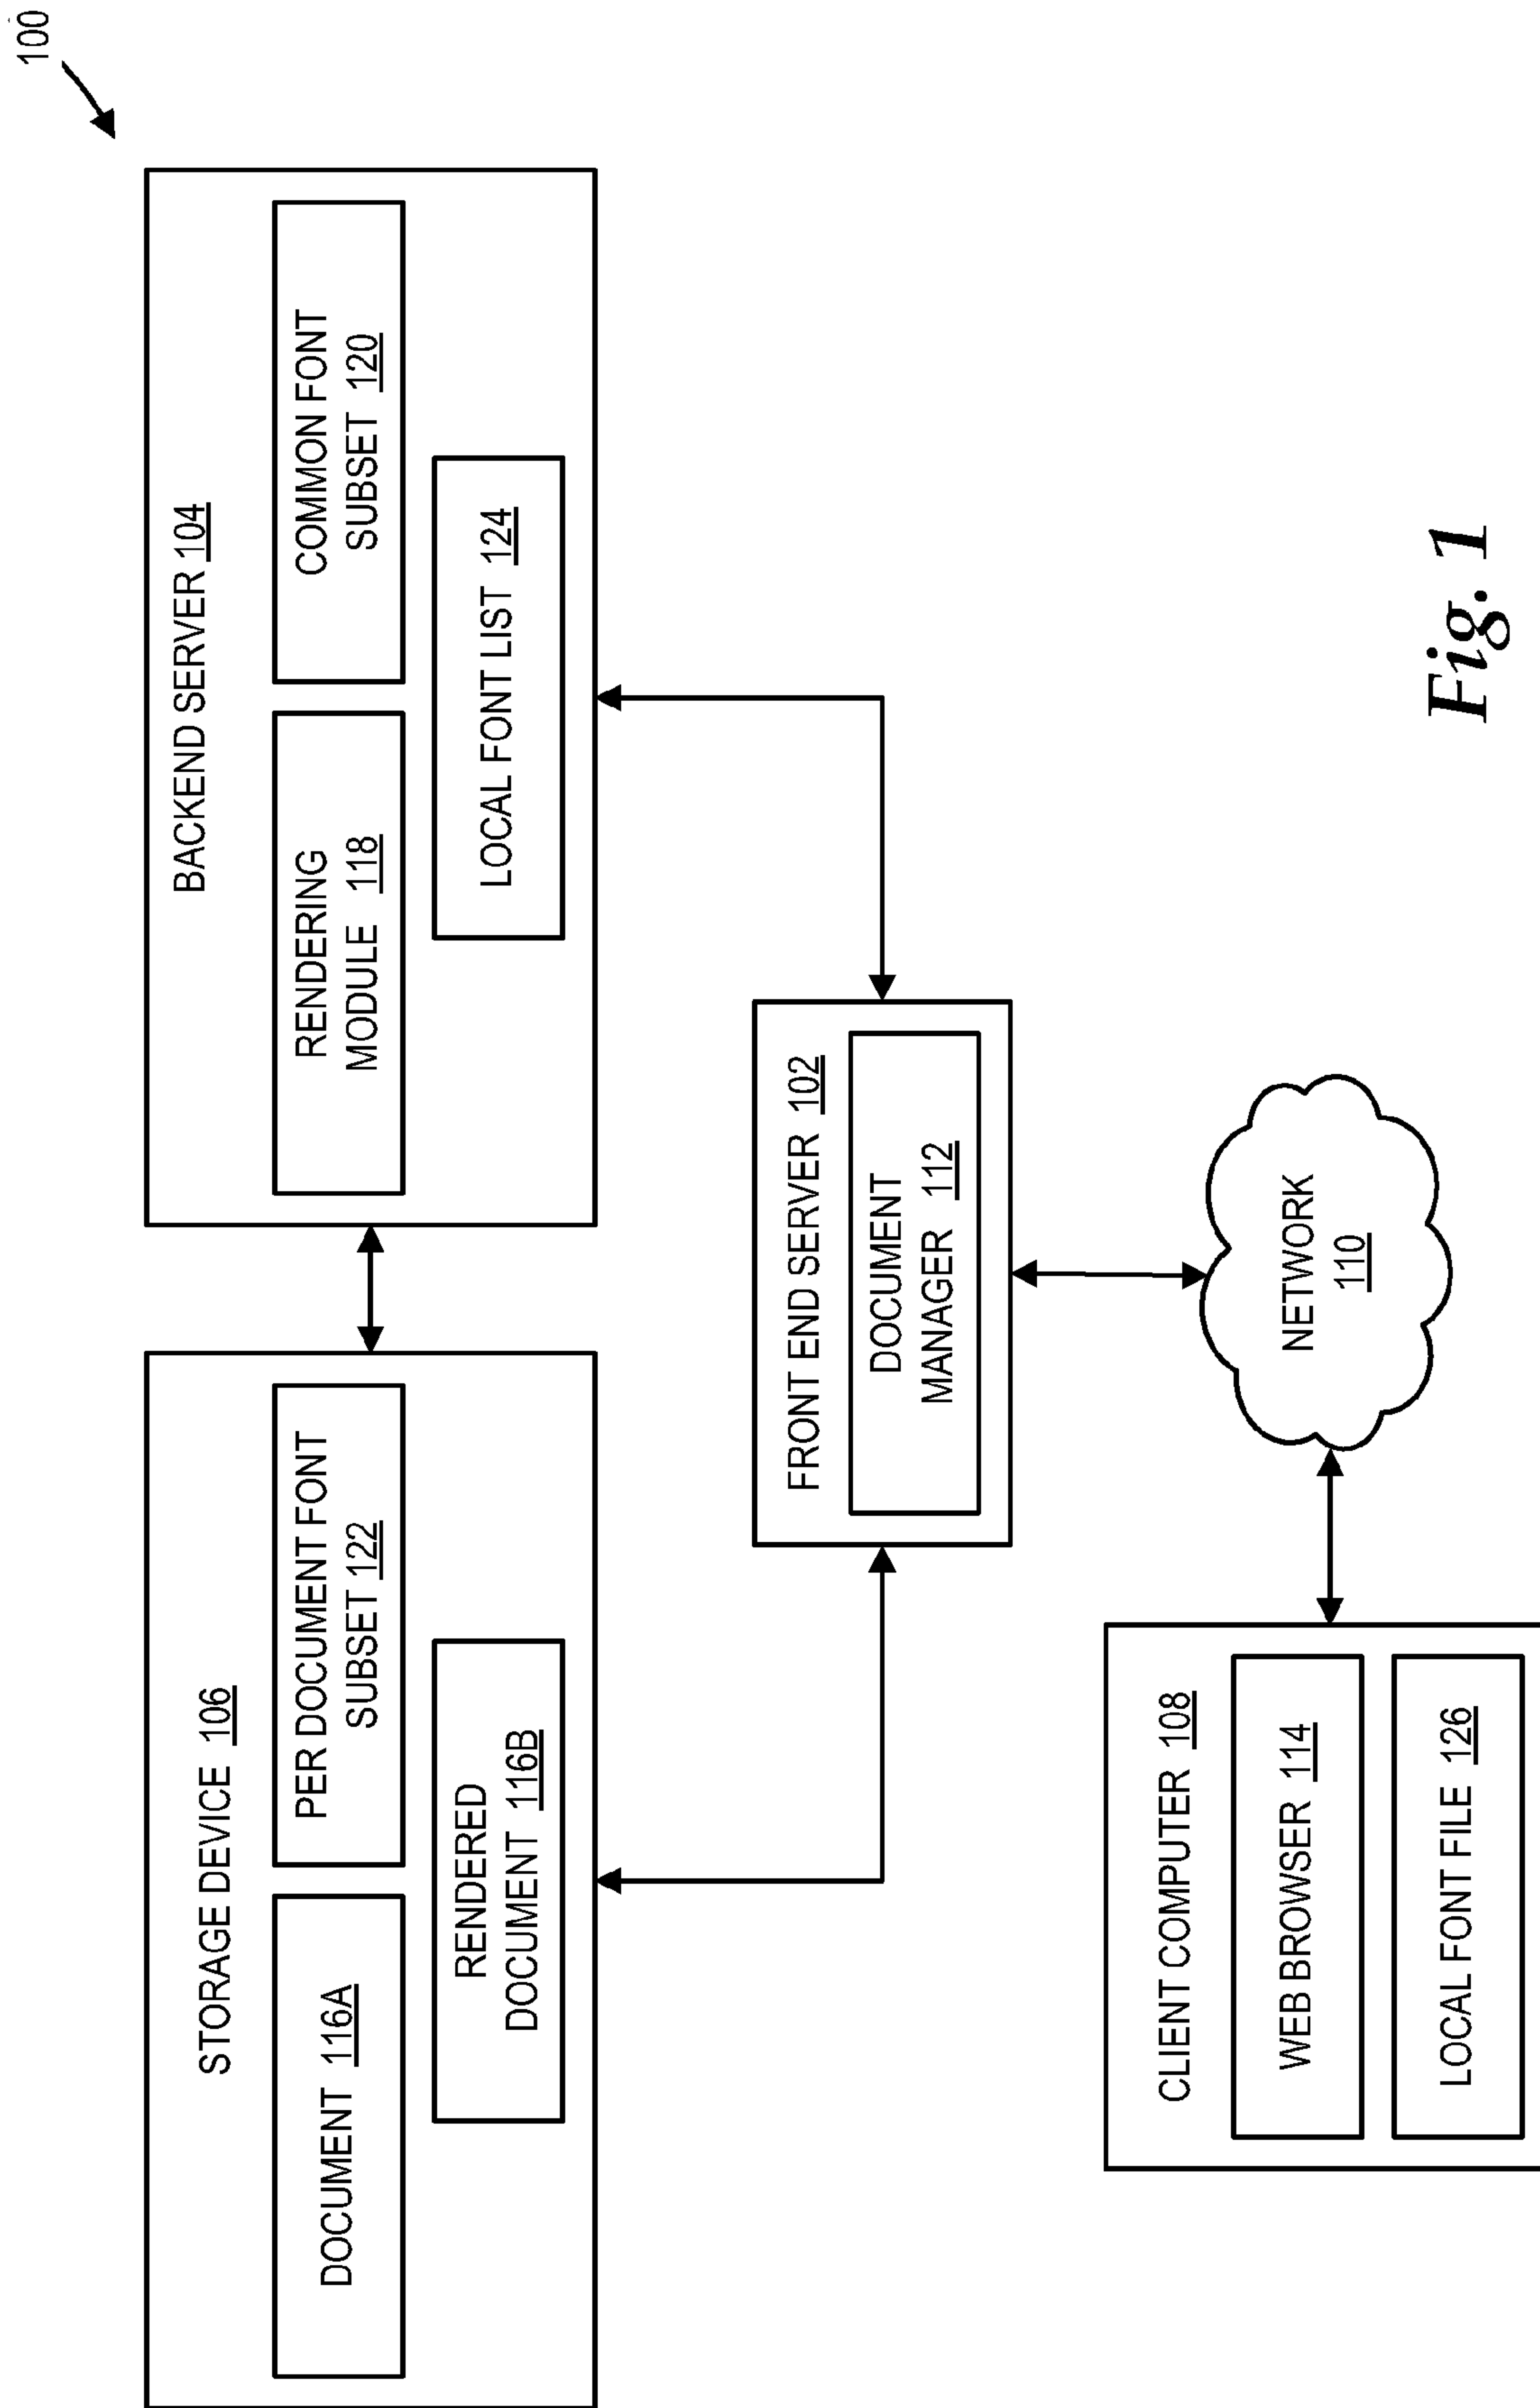 100
STORAGE DEVICE 106
DOCUMENT 116A
PER DOCUMENT FONT
SUBSET 122
RENDERED
DOCUMENT 116B
BACKEND SERVER 104
RENDERING
MODULE 118
COMMON FONT
SUBSET 120
LOCAL FONT LIST 124
FRONT END SERVER 102
DOCUMENT
MANAGER 112
CLIENT COMPUTER 108
WEB BROWSER 114
LOCAL FONT FILE 126
NETWORK
110
Fig. 1